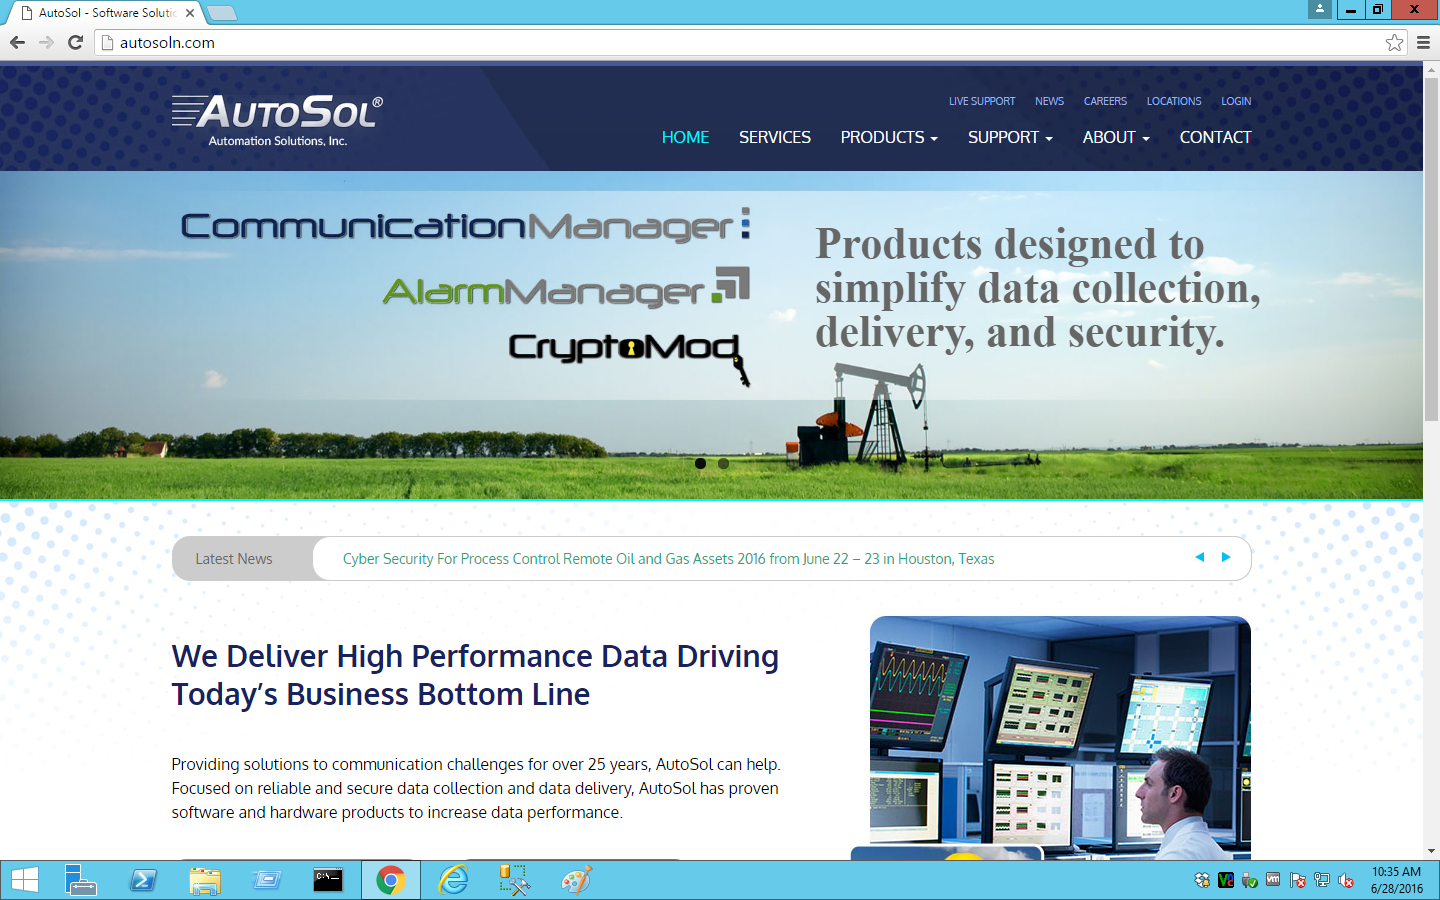 AutoSol - Software Solutic
autosoln.com
AUTOSOL®
Automation Solutions, Inc.
LIVE SUPPORT NEWS CAREERS LOCATIONS LOGIN
HOME SERVICES PRODUCTS SUPPORT ABOUT CONTACT
CommunicationManager
AlarmManager
CryptoMod
Products designed to
simplify data collection,
delivery, and security.
Latest News
Cyber Security For Process Control Remote Oil and Gas Assets 2016 from June 22 – 23 in Houston, Texas
We Deliver High Performance Data Driving
Today’s Business Bottom Line
Providing solutions to communication challenges for over 25 years, AutoSol can help.
Focused on reliable and secure data collection and data delivery, AutoSol has proven
software and hardware products to increase data performance.
C:\.
vm
10:35 AM
6/28/2016